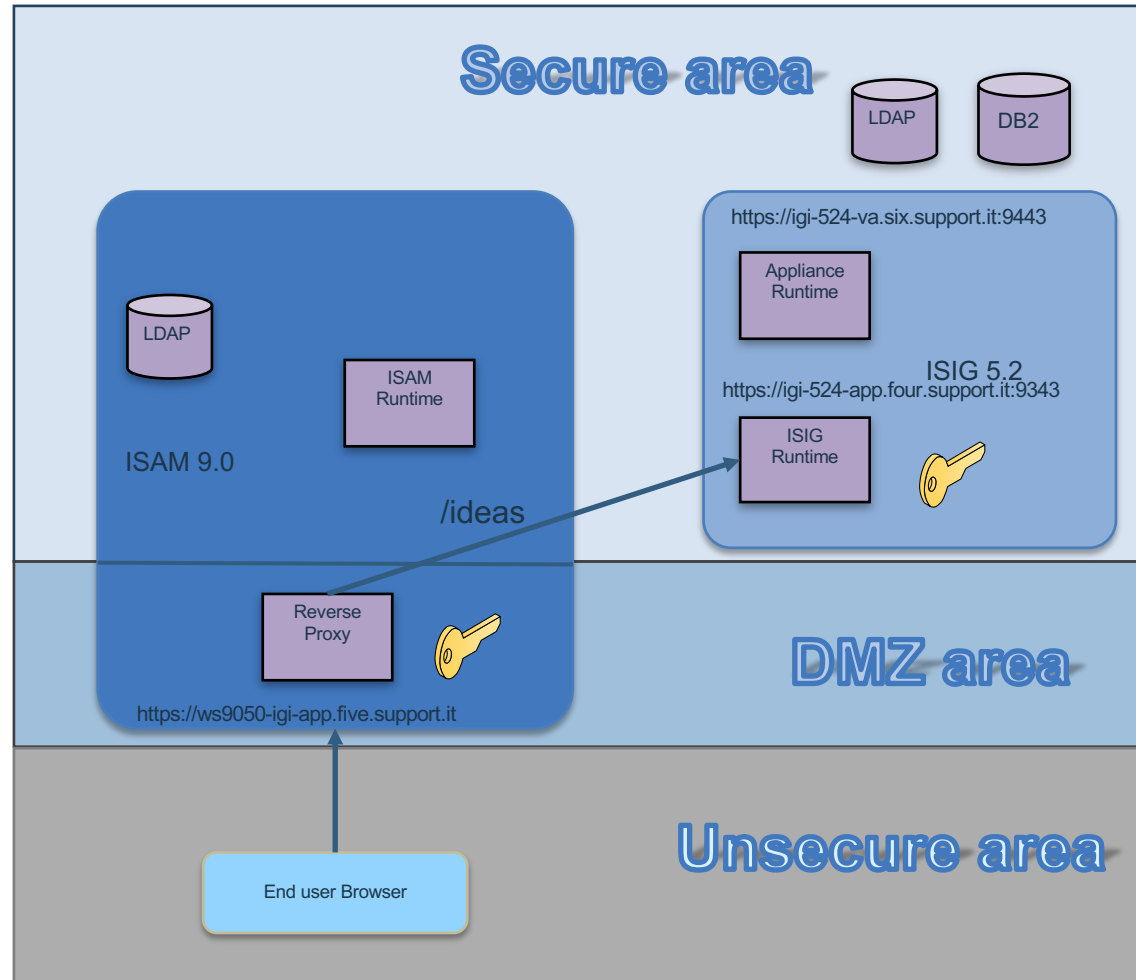 Secure area
LDAP
DB2
https://igi-524-va.six.support.it:9443
Appliance
Runtime
LDAP
ISAM
Runtime
ISIG 5.2
https://igi-524-app.four.support.it:9343
ISIG
Runtime
ISAM 9.0
/ideas
Reverse
Proxy
DMZ area
https://ws9050-igi-app.five.support.it
Unsecure area
End user Browser